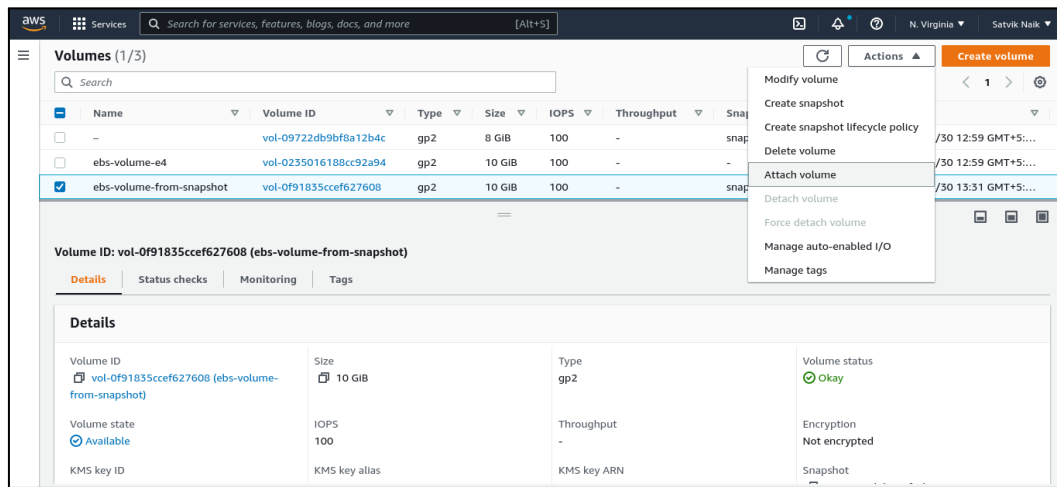 aws Services Search for services, features, blogs, docs, and more [Alt+S] N. Virginia ▼ Satvik Naik ▼
Volumes (1/3) Actions ▲ Create volume
Search < 1 >
Name Volume ID Type Size IOPS Throughput
– vol-09722db9bf8a12b4c gp2 8 GiB 100 - /30 12:59 GMT+5:...
ebs-volume-e4 vol-0235016188cc92a94 gp2 10 GiB 100 - - /30 12:59 GMT+5:...
ebs-volume-from-snapshot vol-0f91835ccef627608 gp2 10 GiB 100 - /30 13:31 GMT+5:...
Modify volume
Create snapshot
Create snapshot lifecycle policy
Delete volume
Attach volume
Detach volume
Force detach volume
Manage auto-enabled I/O
Manage tags
Volume ID: vol-0f91835ccef627608 (ebs-volume-from-snapshot)
Details Status checks Monitoring Tags
Details
Volume ID Size Type Volume status
vol-0f91835ccef627608 (ebs-volume- 10 GiB gp2 Okay
from-snapshot)
Volume state IOPS Throughput Encryption
Available 100 - Not encrypted
KMS key ID KMS key alias KMS key ARN Snapshot